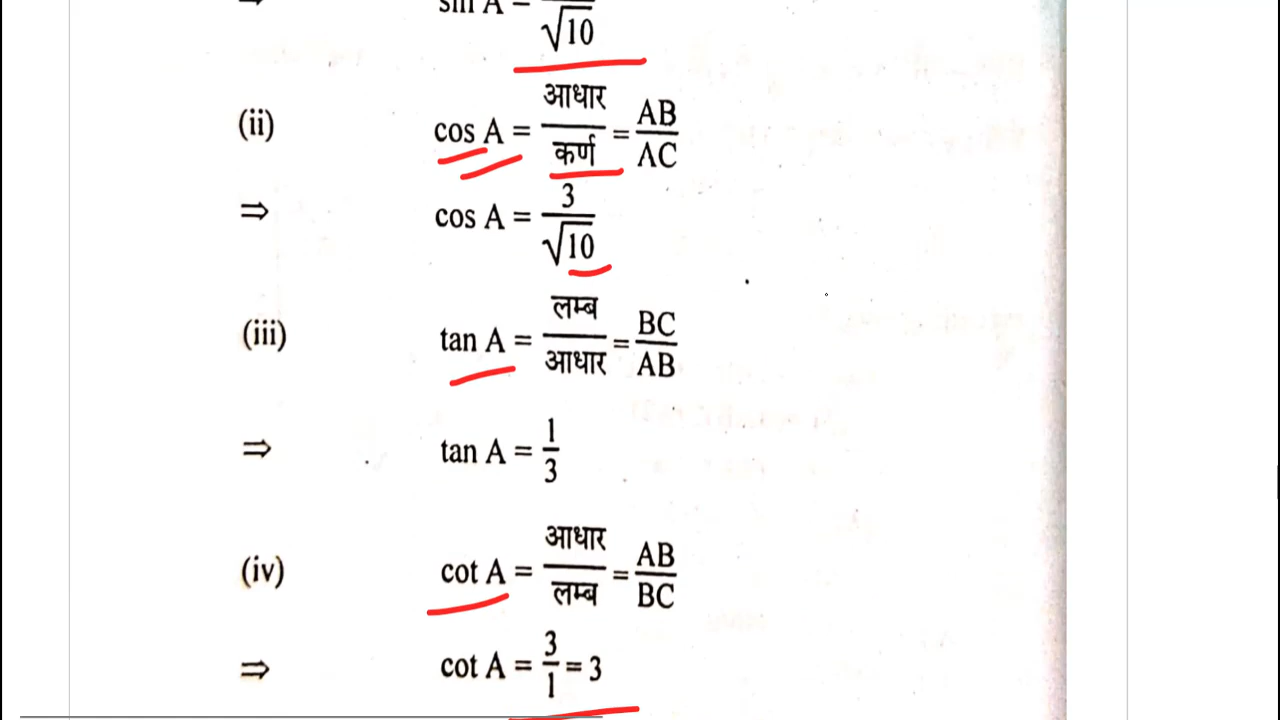 ⇒ sin A = /√10
(ii) cos A = आधार/कर्ण = AB/AC
⇒ cos A = 3/√10
(iii) tan A = लम्ब/आधार = BC/AB
⇒ tan A = 1/3
(iv) cot A = आधार/लम्ब = AB/BC
⇒ cot A = 3/1 = 3